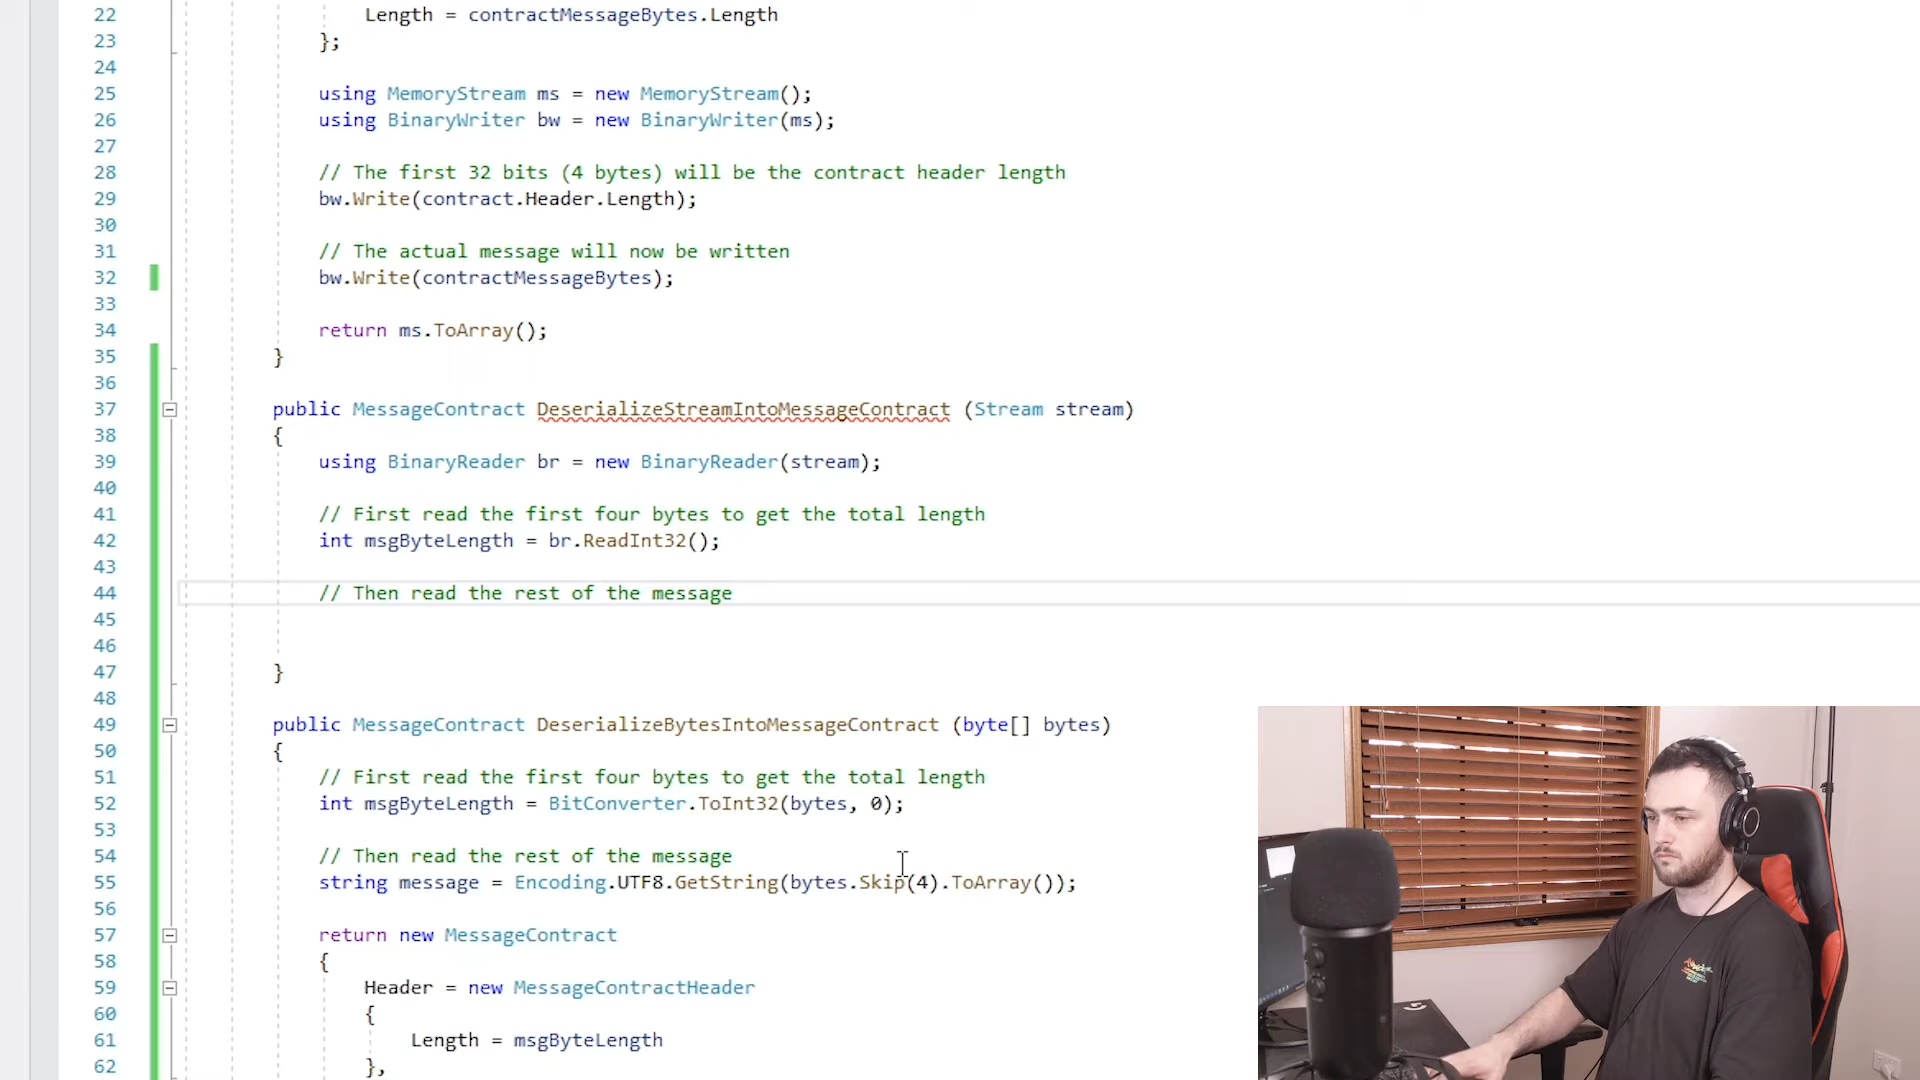 22 Length = contractMessageBytes.Length
23 };
24
25 using MemoryStream ms = new MemoryStream();
26 using BinaryWriter bw = new BinaryWriter(ms);
27
28 // The first 32 bits (4 bytes) will be the contract header length
29 bw.Write(contract.Header.Length);
30
31 // The actual message will now be written
32 bw.Write(contractMessageBytes);
33
34 return ms.ToArray();
35 }
36
37 public MessageContract DeserializeStreamIntoMessageContract (Stream stream)
38 {
39 using BinaryReader br = new BinaryReader(stream);
40
41 // First read the first four bytes to get the total length
42 int msgByteLength = br.ReadInt32();
43
44 // Then read the rest of the message
45
46
47 }
48
49 public MessageContract DeserializeBytesIntoMessageContract (byte[] bytes)
50 {
51 // First read the first four bytes to get the total length
52 int msgByteLength = BitConverter.ToInt32(bytes, 0);
53
54 // Then read the rest of the message
55 string message = Encoding.UTF8.GetString(bytes.Skip(4).ToArray());
56
57 return new MessageContract
58 {
59 Header = new MessageContractHeader
60 {
61 Length = msgByteLength
62 },